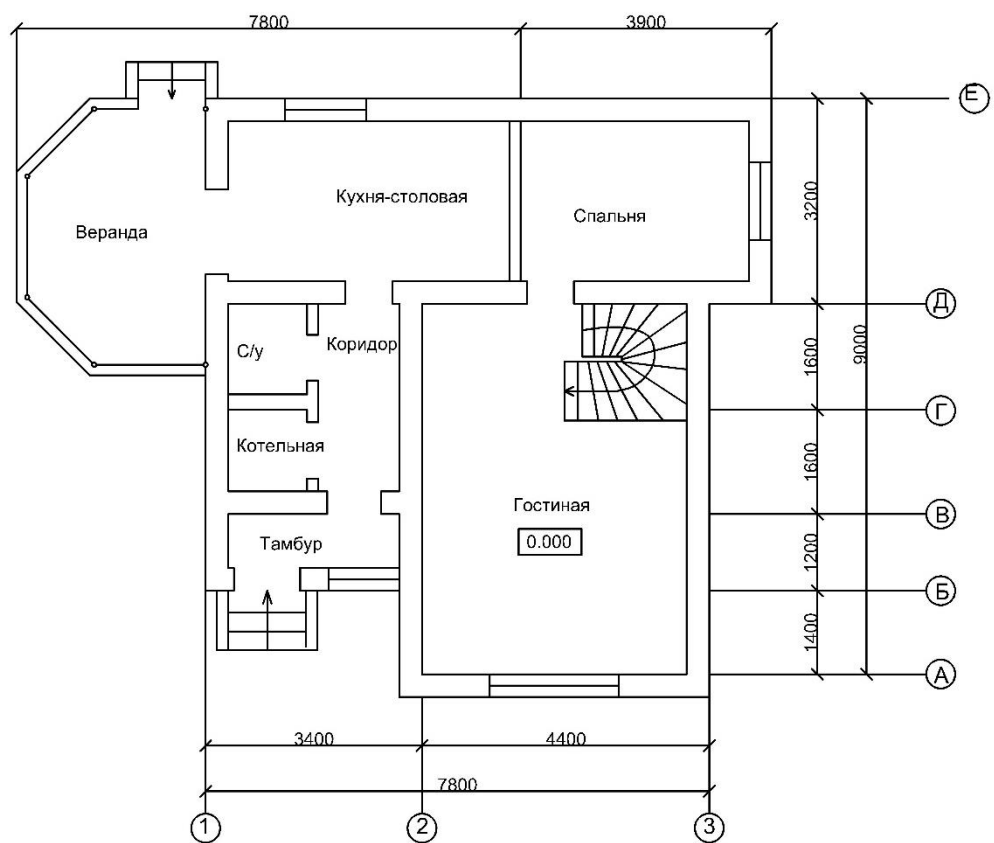 7800
3900
Е
Кухня-столовая
3200
Спальня
Веранда
Д
Коридор
С/у
1600
9000
Г
Котельная
1600
Гостиная
В
0.000
Тамбур
1200
Б
1400
А
3400
4400
7800
1
2
3